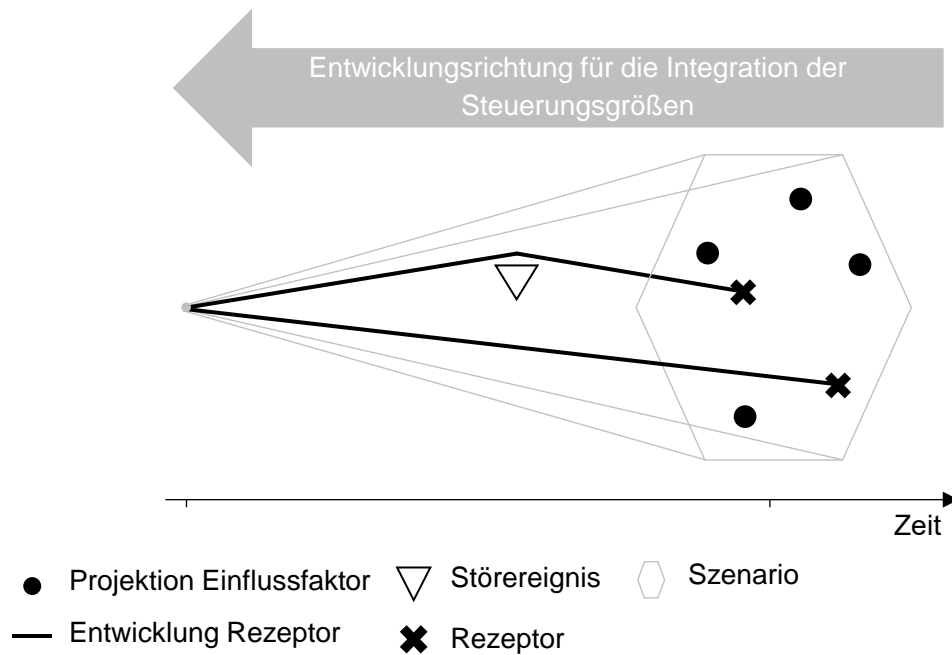 Entwicklungsrichtung für die Integration der
Steuerungsgrößen
Zeit
Projektion Einflussfaktor
Störereignis
Szenario
Entwicklung Rezeptor
Rezeptor